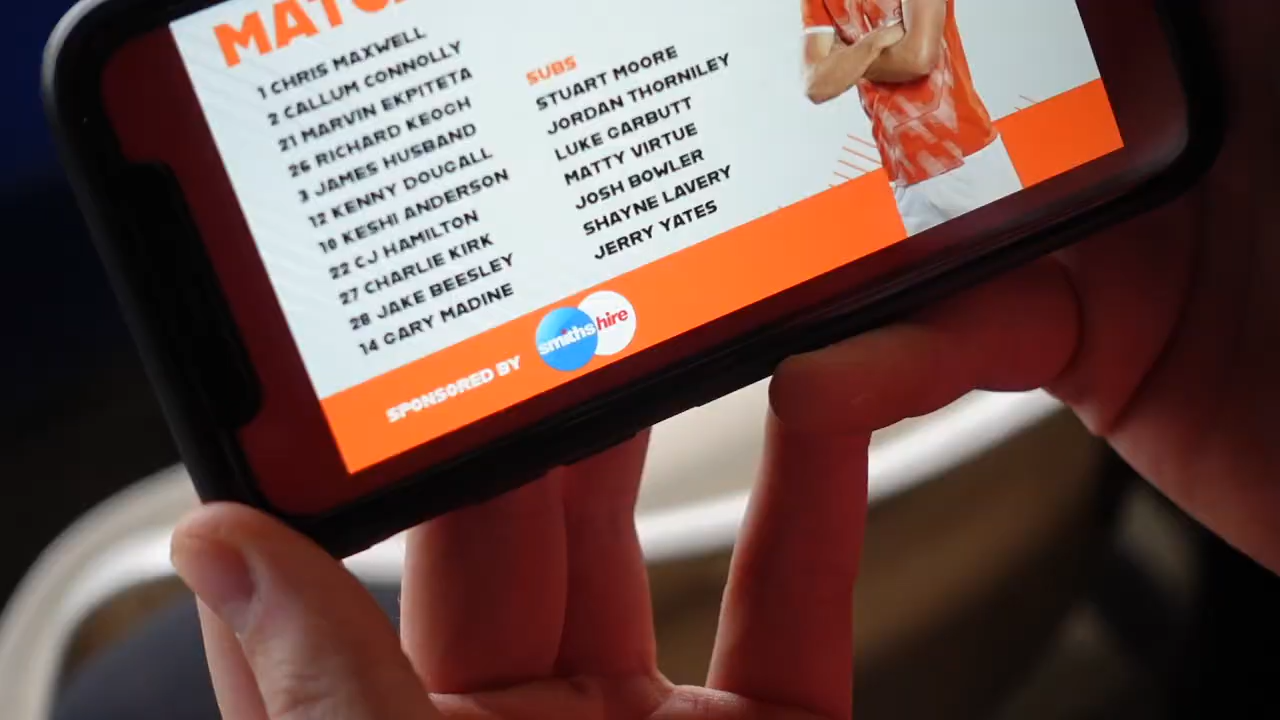 1 CHRIS MAXWELL
2 CALLUM CONNOLLY
21 MARVIN EKPITETA
26 RICHARD KEOGH
3 JAMES HUSBAND
12 KENNY DOUGALL
10 KESHI ANDERSON
22 CJ HAMILTON
27 CHARLIE KIRK
28 JAKE BEESLEY
14 GARY MADINE
SUBS
STUART MOORE
JORDAN THORNILEY
LUKE GARBUTT
MATTY VIRTUE
JOSH BOWLER
SHAYNE LAVERY
JERRY YATES
SPONSORED BY
smiths hire